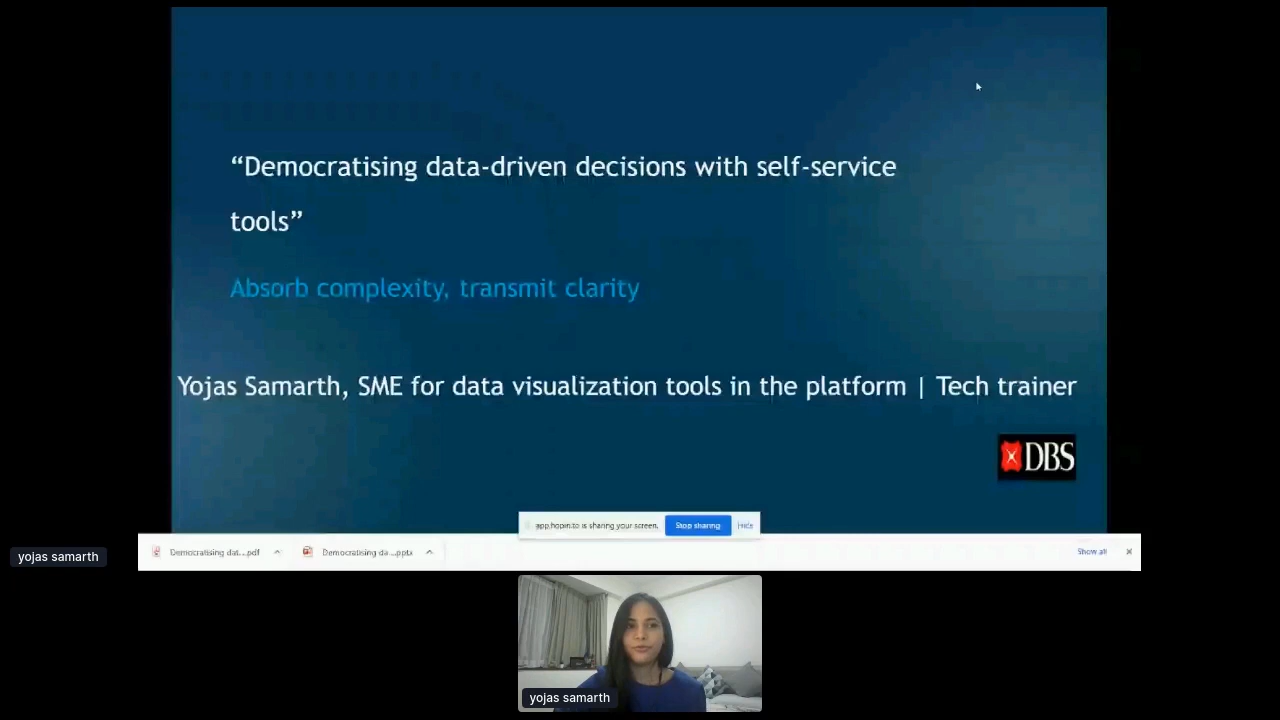 “Democratising data-driven decisions with self-service
tools”
Absorb complexity, transmit clarity
Yojas Samarth, SME for data visualization tools in the platform | Tech trainer
DBS
app.hopin.to is sharing your screen. Stop sharing Hide
yojas samarth
Democratising dat....pdf Democratising da....pptx Show all
yojas samarth